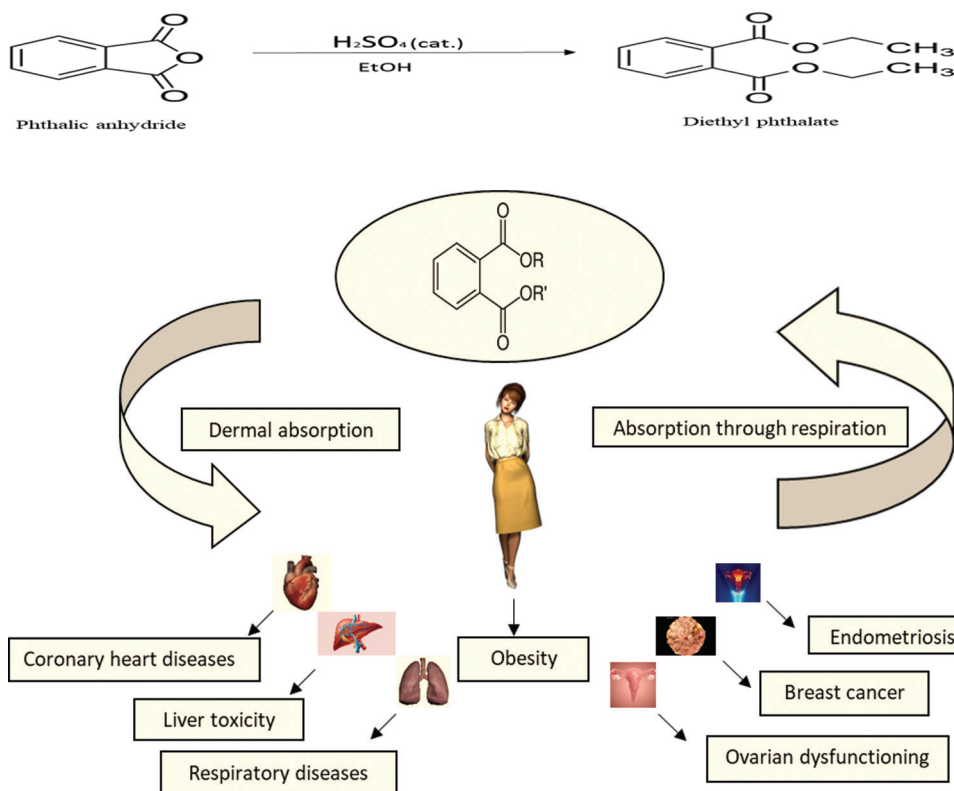 O
O
O
H₂SO₄(cat.)
EtOH
Phthalic anhydride
O
O
CH₃
O
CH₃
O
Diethyl phthalate
O
OR
OR'
O
Dermal absorption
Absorption through respiration
Coronary heart diseases
Liver toxicity
Respiratory diseases
Obesity
Endometriosis
Breast cancer
Ovarian dysfunctioning